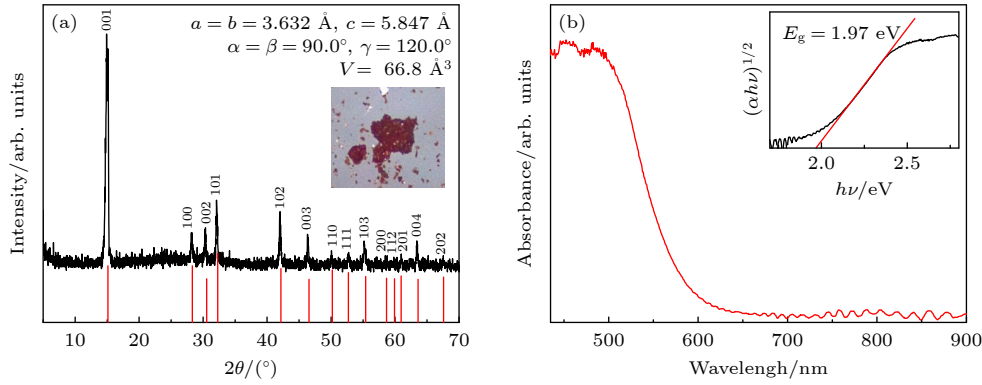 (a)
a = b = 3.632 Å, c = 5.847 Å
α = β = 90.0°, γ = 120.0°
V = 66.8 Å³
001
100
002
101
102
003
110
111
103
200
112
201
004
202
Intensity/arb. units
5 10 20 30 40 50 60 70
2θ/(°)
(b)
Absorbance/arb. units
500 600 700 800 900
Wavelengh/nm
E_g = 1.97 eV
(αhν)^1/2
2.0 2.5
hν/eV